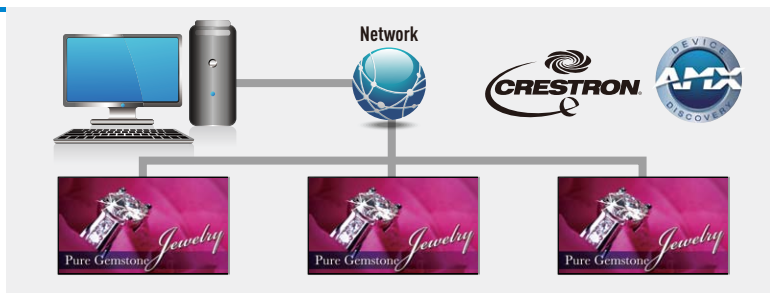 Network
CRESTRON®
e
DEVICE
AMX
DISCOVERY
Pure Gemstone Jewelry
Pure Gemstone Jewelry
Pure Gemstone Jewelry